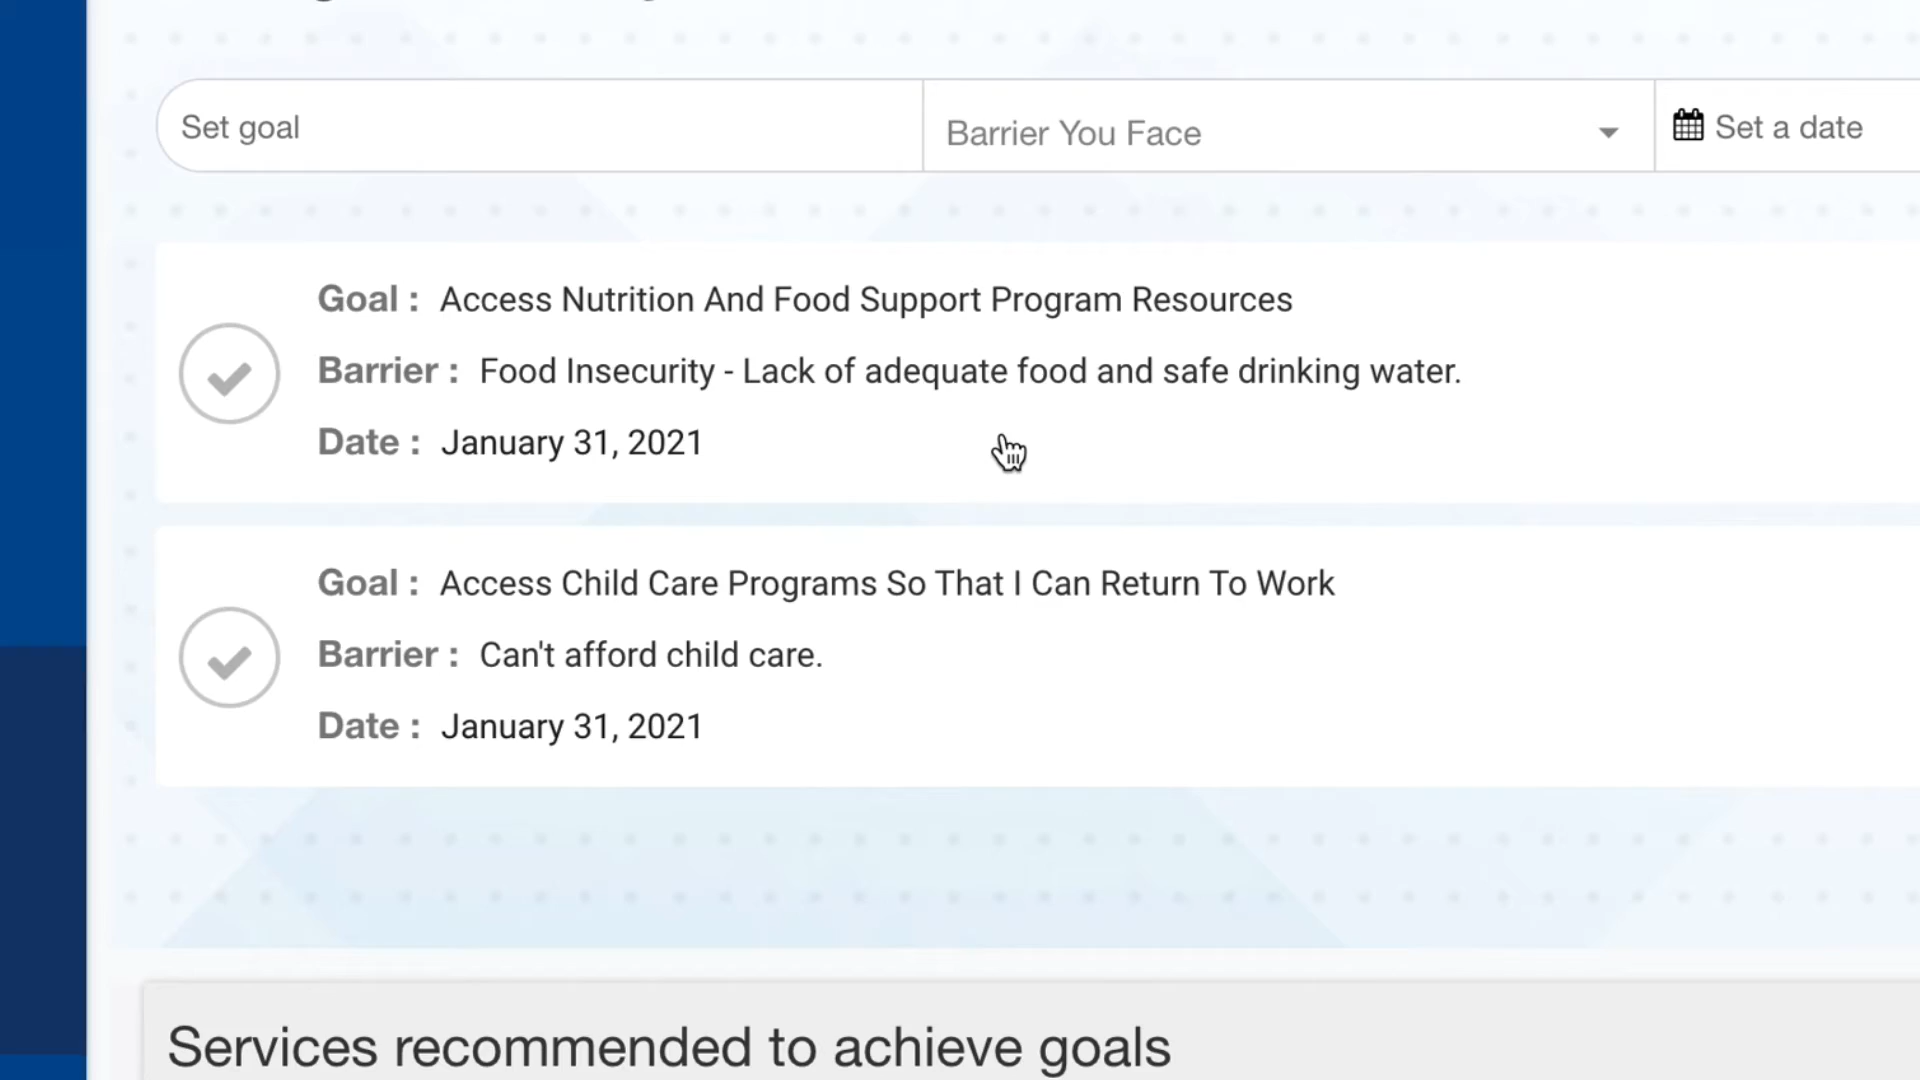 Set goal
Barrier You Face
Set a date
Goal : Access Nutrition And Food Support Program Resources
Barrier : Food Insecurity - Lack of adequate food and safe drinking water.
Date : January 31, 2021
Goal : Access Child Care Programs So That I Can Return To Work
Barrier : Can't afford child care.
Date : January 31, 2021
Services recommended to achieve goals